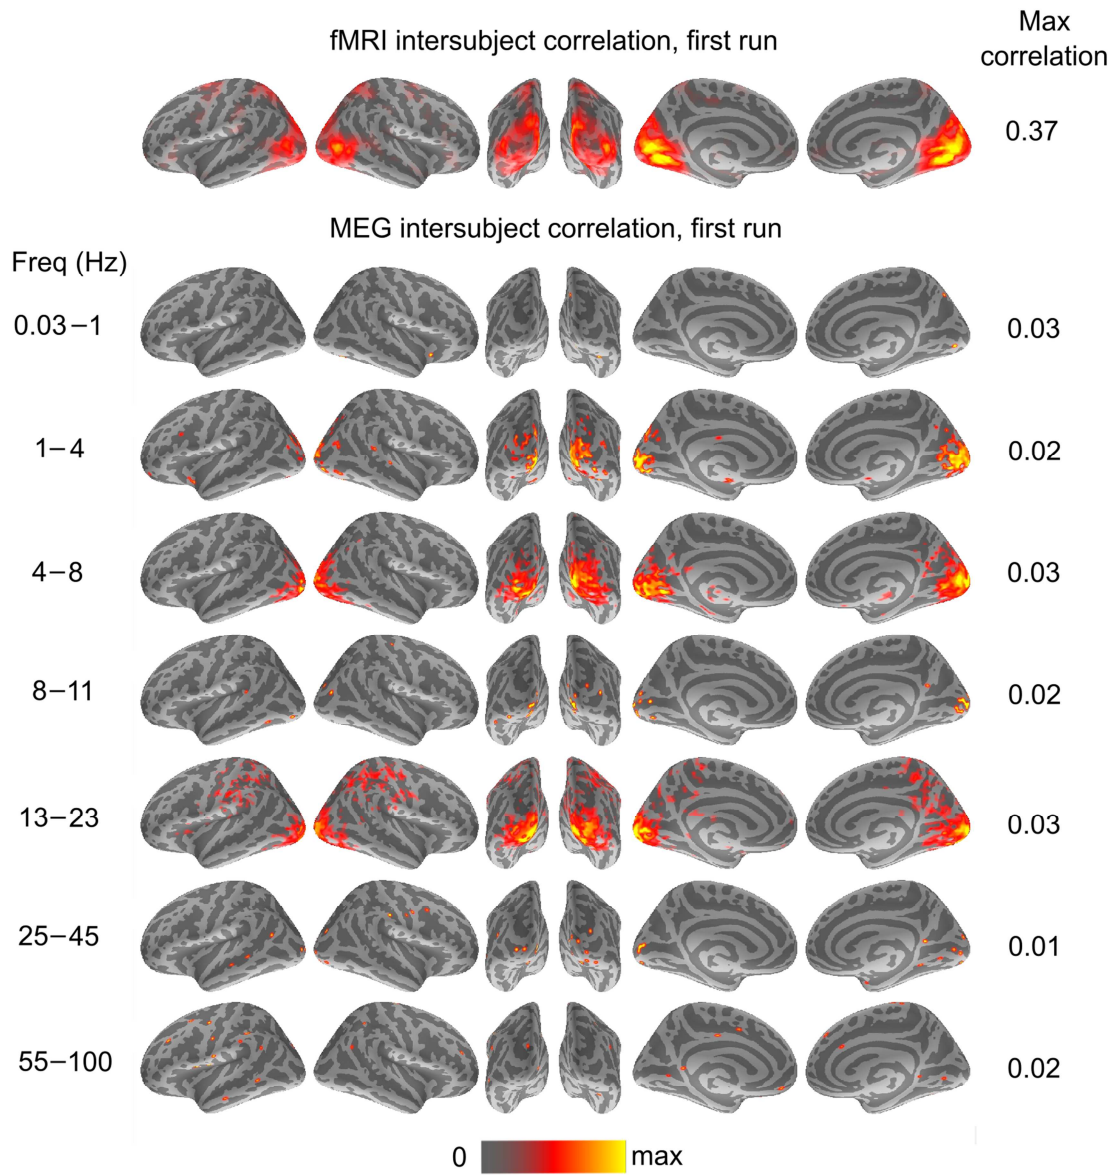 fMRI intersubject correlation, first run
Max
correlation
0.37
MEG intersubject correlation, first run
Freq (Hz)
0.03–1
0.03
1–4
0.02
4–8
0.03
8–11
0.02
13–23
0.03
25–45
0.01
55–100
0.02
0
max